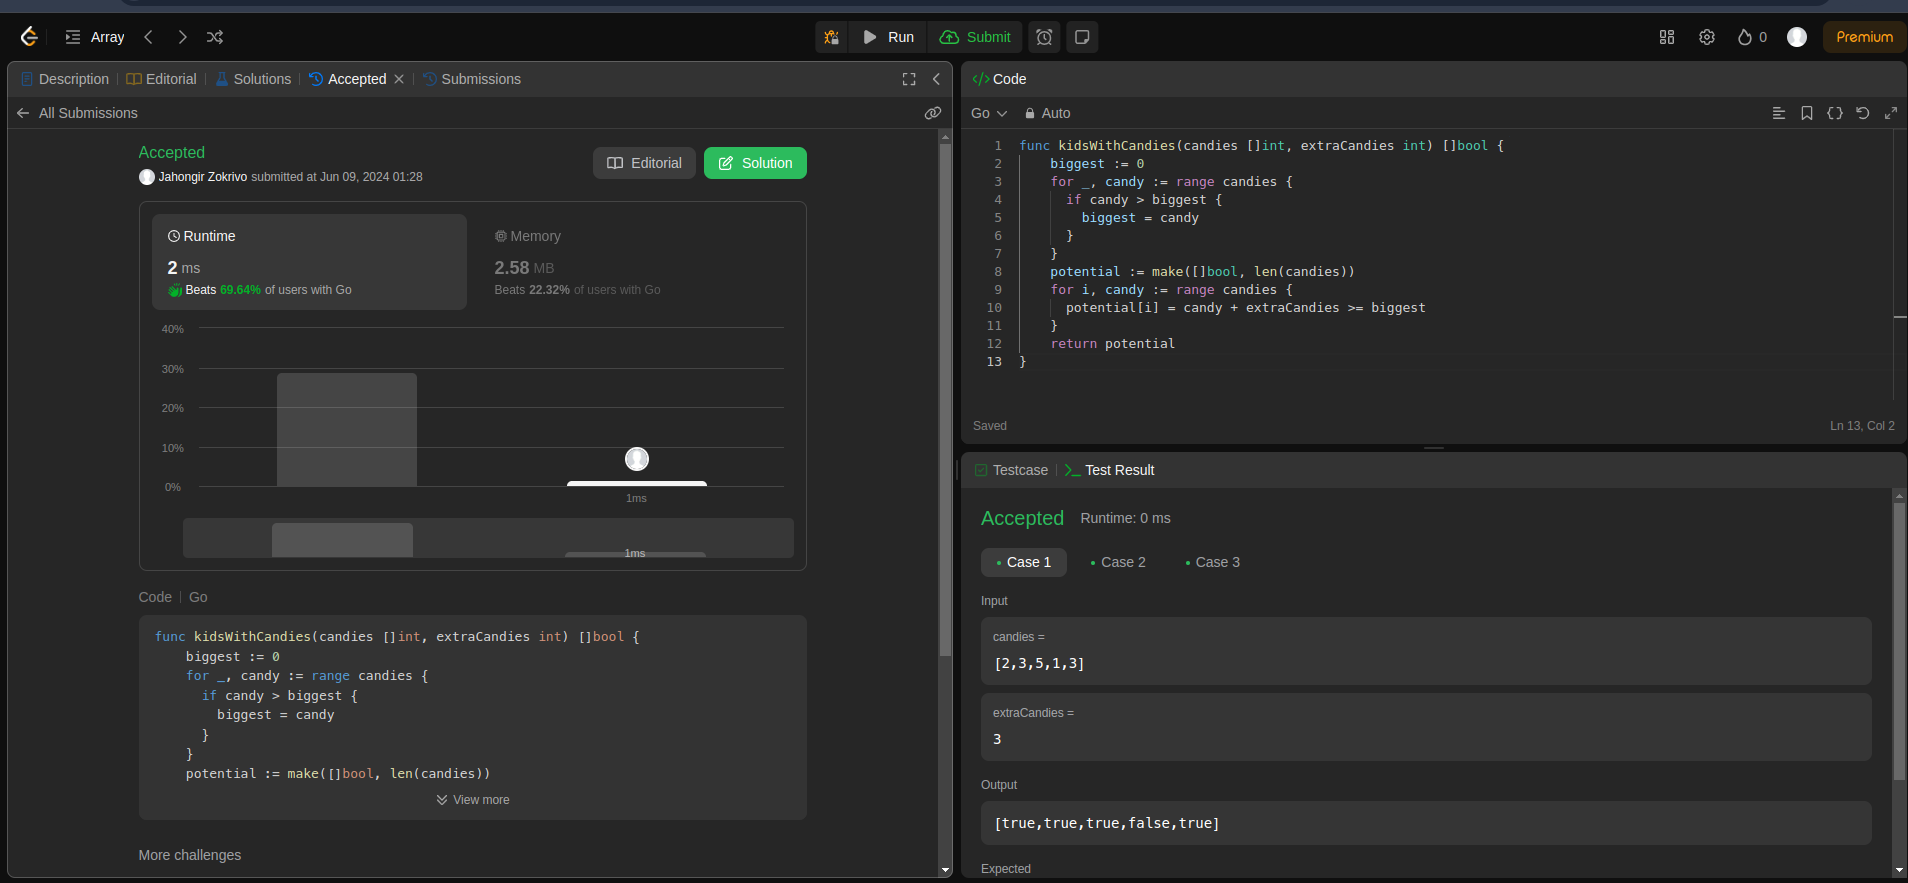 Array
Run
Submit
0
Premium
Description
Editorial
Solutions
Accepted
Submissions
All Submissions
Accepted
Jahongir Zokrivo submitted at Jun 09, 2024 01:28
Editorial
Solution
Runtime
2 ms
Beats 69.64% of users with Go
Memory
2.58 MB
Beats 22.32% of users with Go
40%
30%
20%
10%
0%
1ms
1ms
Code | Go
func kidsWithCandies(candies []int, extraCandies int) []bool {
    biggest := 0
    for _, candy := range candies {
      if candy > biggest {
        biggest = candy
      }
    }
    potential := make([]bool, len(candies))
View more
More challenges
</> Code
Go
Auto
1 func kidsWithCandies(candies []int, extraCandies int) []bool {
2     biggest := 0
3     for _, candy := range candies {
4       if candy > biggest {
5         biggest = candy
6       }
7     }
8     potential := make([]bool, len(candies))
9     for i, candy := range candies {
10       potential[i] = candy + extraCandies >= biggest
11     }
12     return potential
13 }
Saved
Ln 13, Col 2
Testcase
>_ Test Result
Accepted
Runtime: 0 ms
• Case 1
• Case 2
• Case 3
Input
candies =
[2,3,5,1,3]
extraCandies =
3
Output
[true,true,true,false,true]
Expected